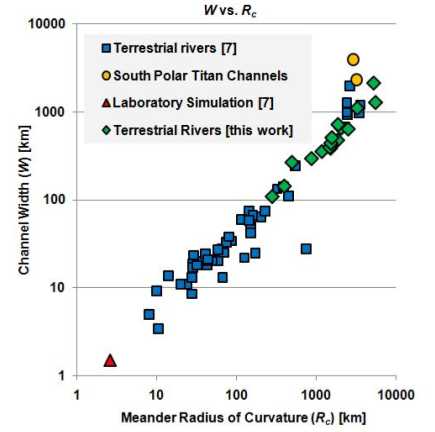 W vs. Rc
10000
1000
100
10
1
Channel Width (W) [km]
Terrestrial rivers [7]
South Polar Titan Channels
Laboratory Simulation [7]
Terrestrial Rivers [this work]
1 10 100 1000 10000
Meander Radius of Curvature (Rc) [km]